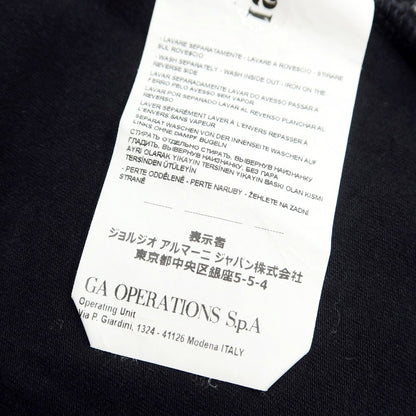 - LAVARE SEPARATAMENTE - LAVARE A ROVESCIO - STIRARE
SUL ROVESCIO
- WASH SEPARATELY - WASH INSIDE OUT - IRON ON THE
REVERSE SIDE
LAVAR SEPARADAMENTE LAVAR DO AVESSO PASSAR A
FERRO PELO AVESSO SEM VAPOR
LAVAR POR SEPARADO LAVAR AL REVERSO PLANCHAR AL
REVERSO
LAVER SÉPARÉMENT LAVER À L'ENVERS REPASSER À
L'ENVERS SANS VAPEUR
SEPARAT WASCHEN VON DER INNENSEITE WASCHEN AUF
LINKS OHNE DAMPF BÜGELN
СТИРАТЬ ОТДЕЛЬНО СТИРАТЬ, ВЫВЕРНУВ НАИЗНАНКУ
ГЛАДИТЬ, ВЫВЕРНУВ НАИЗНАНКУ, БЕЗ ПАРА
AYRI OLARAK YIKAYIN TERSİNDEN YIKAYIN BASKI OLAN KISMI
TERSİNDEN ÜTÜLEYİN
- PERTE ODDĚLENĚ - PERTE NARUBY - ŽEHLETE NA ZADNÍ
STRANĚ
表示者
ジョルジオ アルマーニ ジャパン株式会社
東京都中央区銀座5-5-4
GA OPERATIONS S.p.A
Operating Unit
Via P. Giardini, 1324 - 41126 Modena ITALY